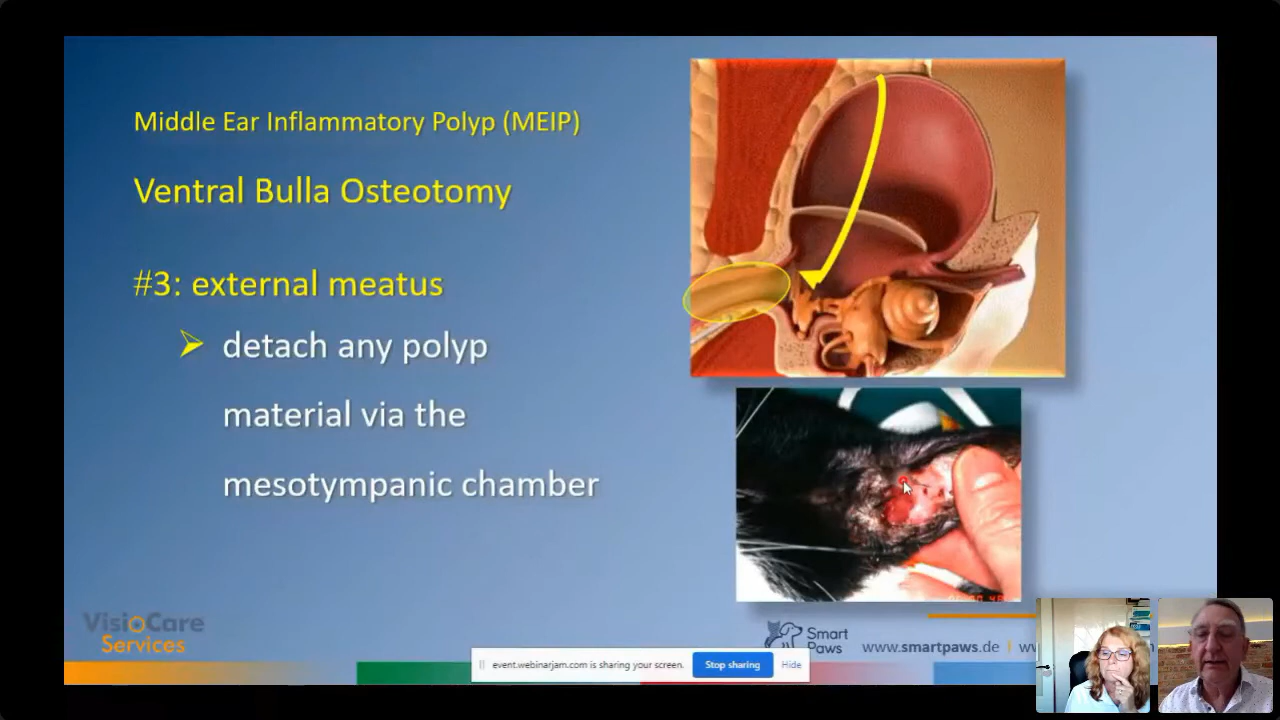 Middle Ear Inflammatory Polyp (MEIP)
Ventral Bulla Osteotomy
#3: external meatus
detach any polyp
material via the
mesotympanic chamber
VisioCare
Services
Smart
Paws
www.smartpaws.de
event.webinarjam.com is sharing your screen.
Stop sharing
Hide